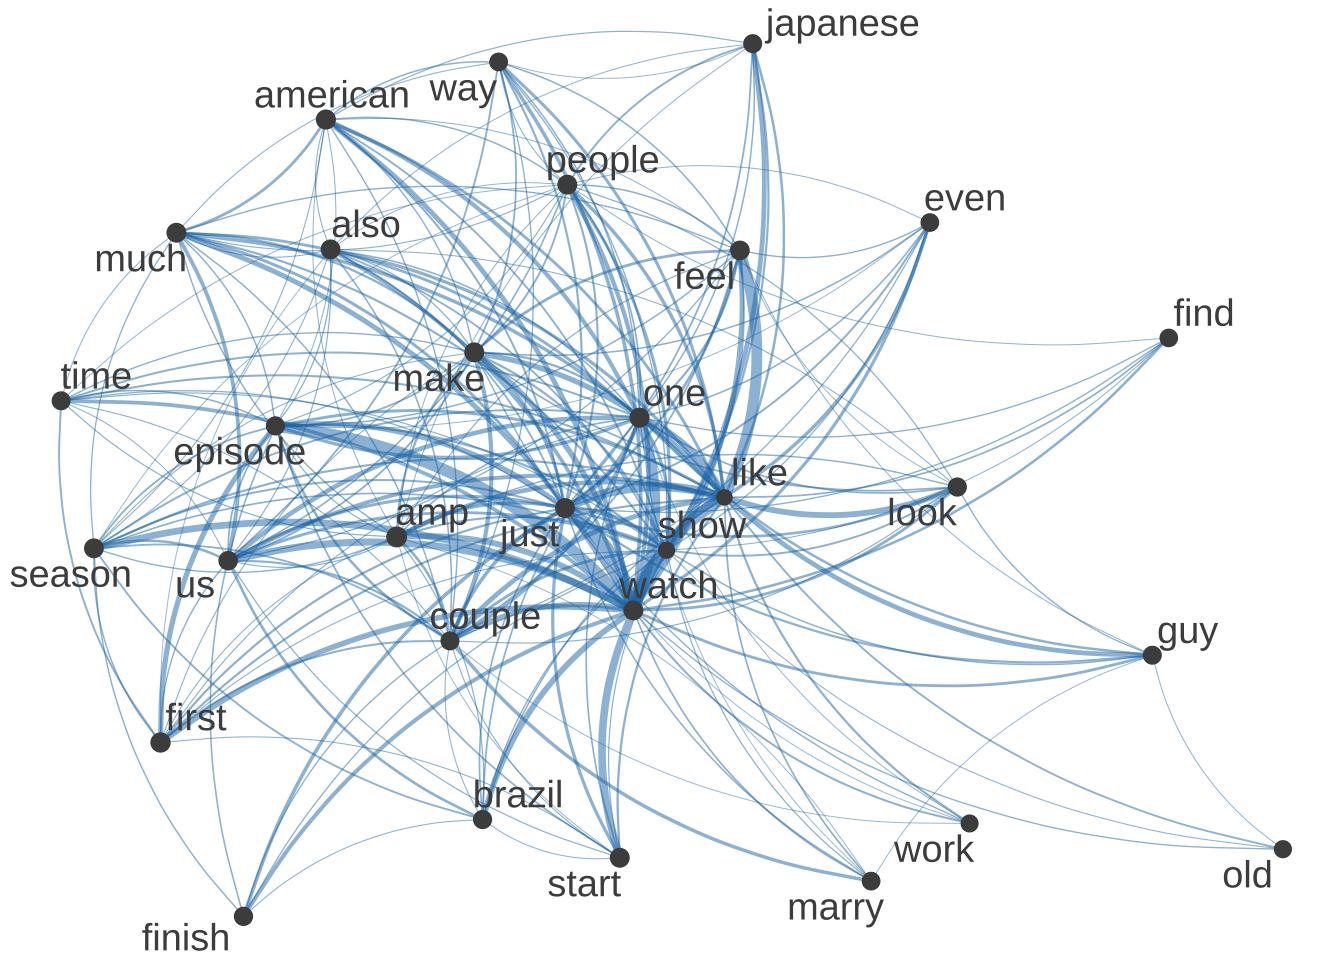 japanese
way
american
people
even
also
much
feel
find
time
make
one
episode
like
amp
look
just
show
season
us
watch
couple
guy
first
brazil
work
start
old
marry
finish